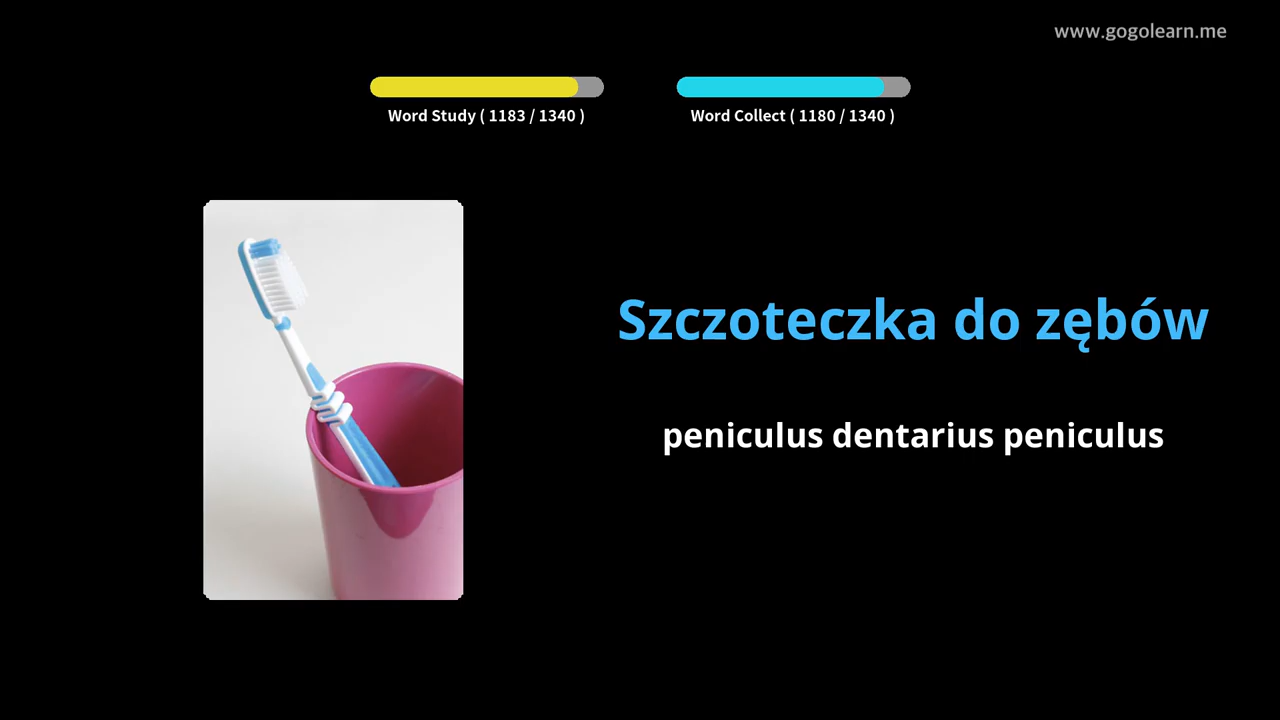 www.gogolearn.me
Word Study ( 1183 / 1340 )
Word Collect ( 1180 / 1340 )
Szczoteczka do zębów
peniculus dentarius peniculus